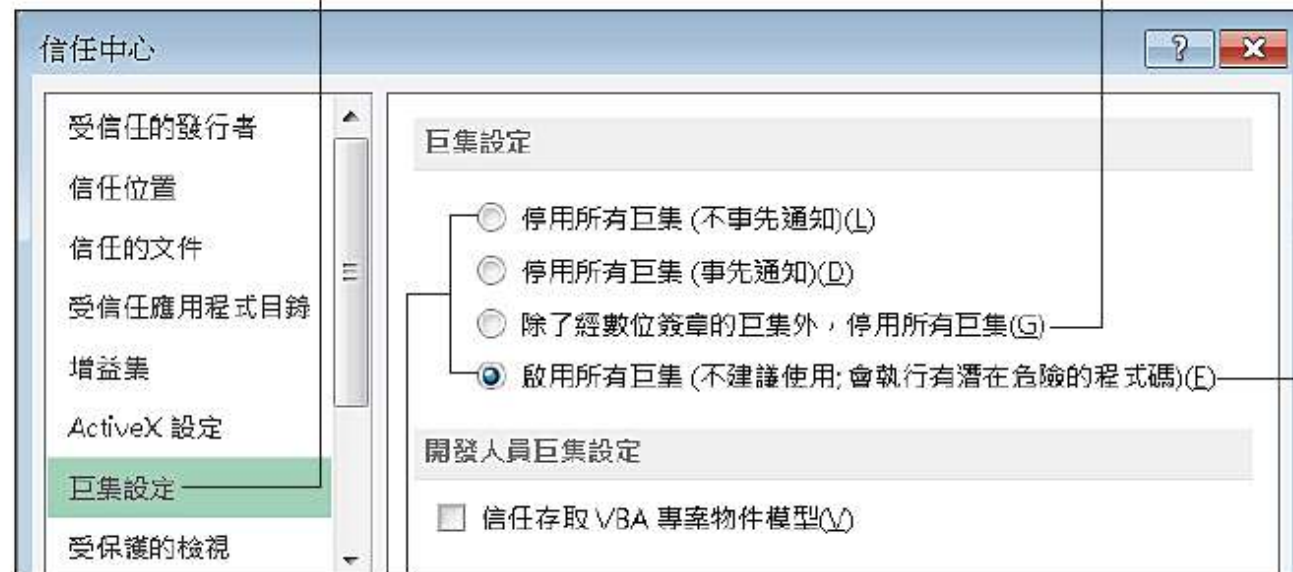 信任中心
受信任的發行者
信任位置
信任的文件
受信任應用程式目錄
增益集
ActiveX 設定
巨集設定
受保護的檢視
巨集設定
停用所有巨集 (不事先通知)(L)
停用所有巨集 (事先通知)(D)
除了經數位簽章的巨集外，停用所有巨集(G)
啟用所有巨集 (不建議使用; 會執行有潛在危險的程式碼)(E)
開發人員巨集設定
信任存取 VBA 專案物件模型(V)